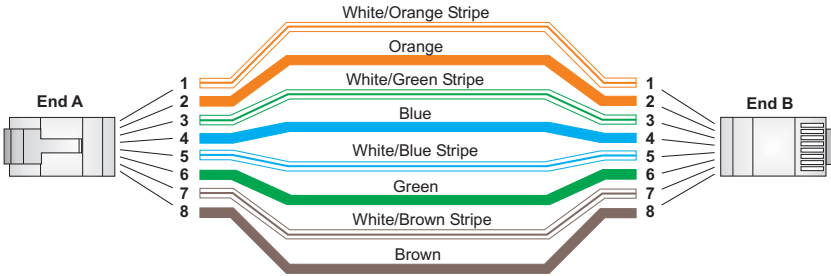 White/Orange Stripe
Orange
1 White/Green Stripe 1
End A 2 2 End B
3 Blue 3
4 4
5 White/Blue Stripe 5
6 Green 6
7 7
8 White/Brown Stripe 8
Brown